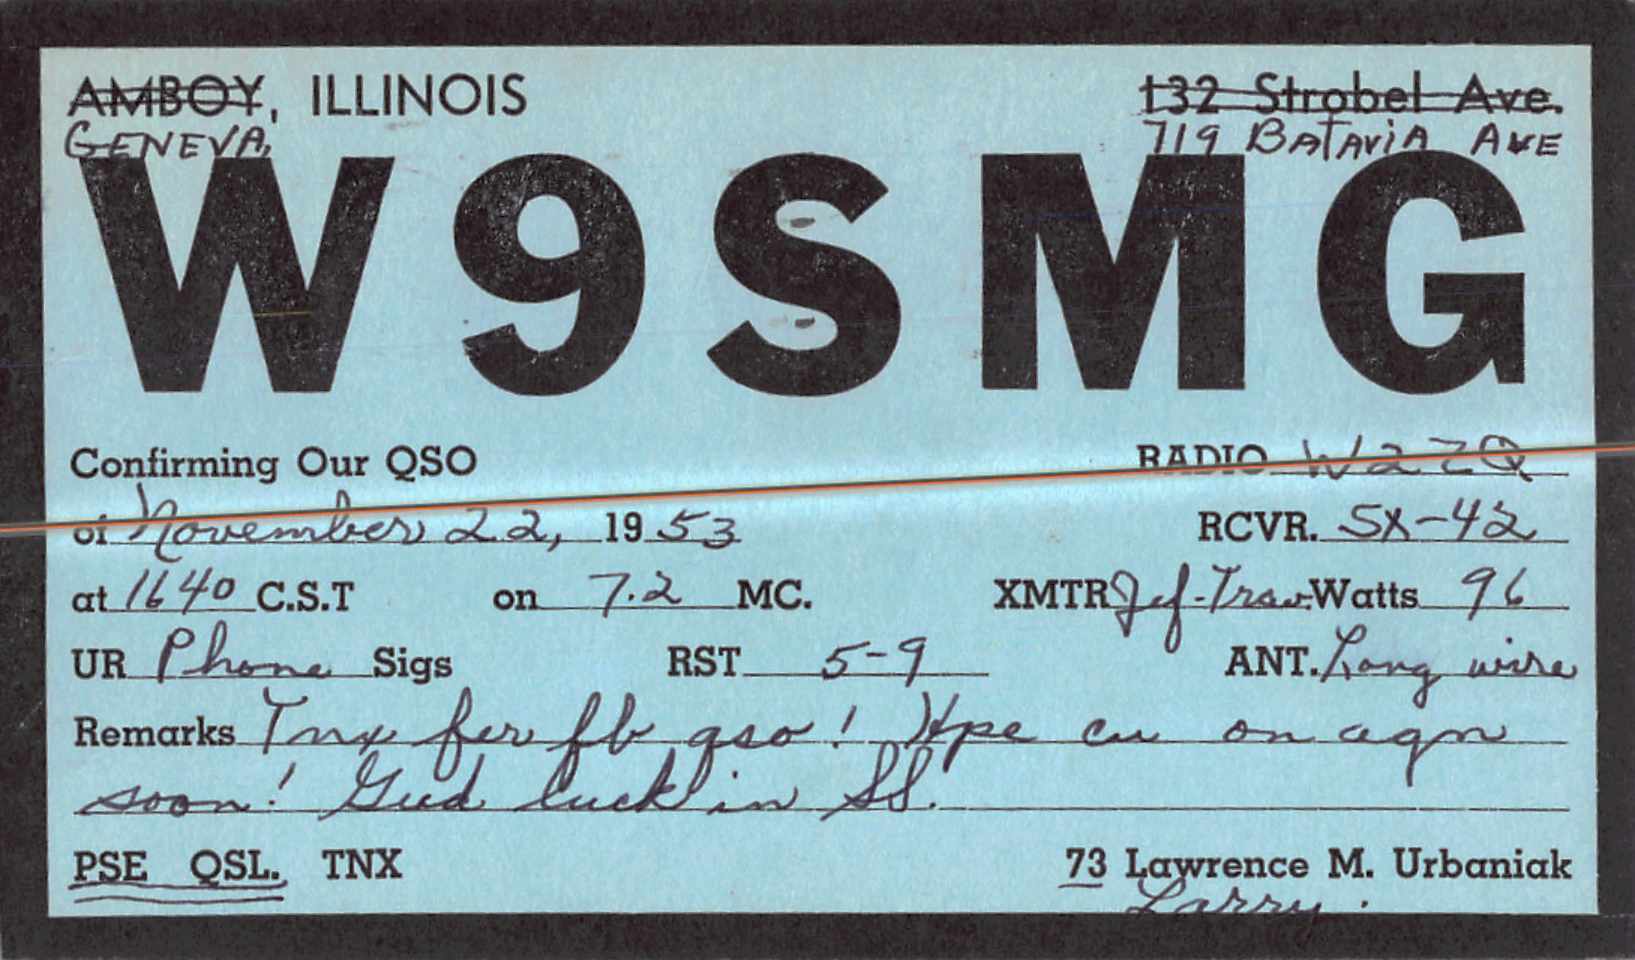 AMBOY, ILLINOIS 132 Strobel Ave.
GENEVA, 719 BATAVIA AVE
W9SMG
Confirming Our QSO RADIO W2ZQ
of November 22, 1953 RCVR. SX-42
at 1640 C.S.T on 7.2 MC. XMTR Watts 96
UR Phone Sigs RST 5-9 ANT. Long wire
Remarks Tnx fer fb qso! Hpe cu on agn
soon! Gud luck in SS.
PSE QSL. TNX 73 Lawrence M. Urbaniak
Larry.